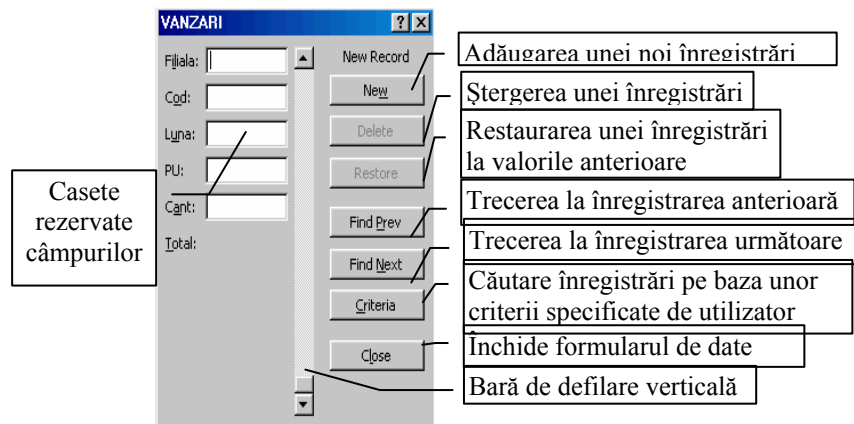 VANZARI
Filiala:
Cod:
Luna:
PU:
Cant:
Total:
New Record
New
Delete
Restore
Find Prev
Find Next
Criteria
Close
Casete
rezervate
câmpurilor
Adăugarea unei noi înregistrări
Ștergerea unei înregistrări
Restaurarea unei înregistrări
la valorile anterioare
Trecerea la înregistrarea anterioară
Trecerea la înregistrarea următoare
Căutare înregistrări pe baza unor
criterii specificate de utilizator
Închide formularul de date
Bară de defilare verticală